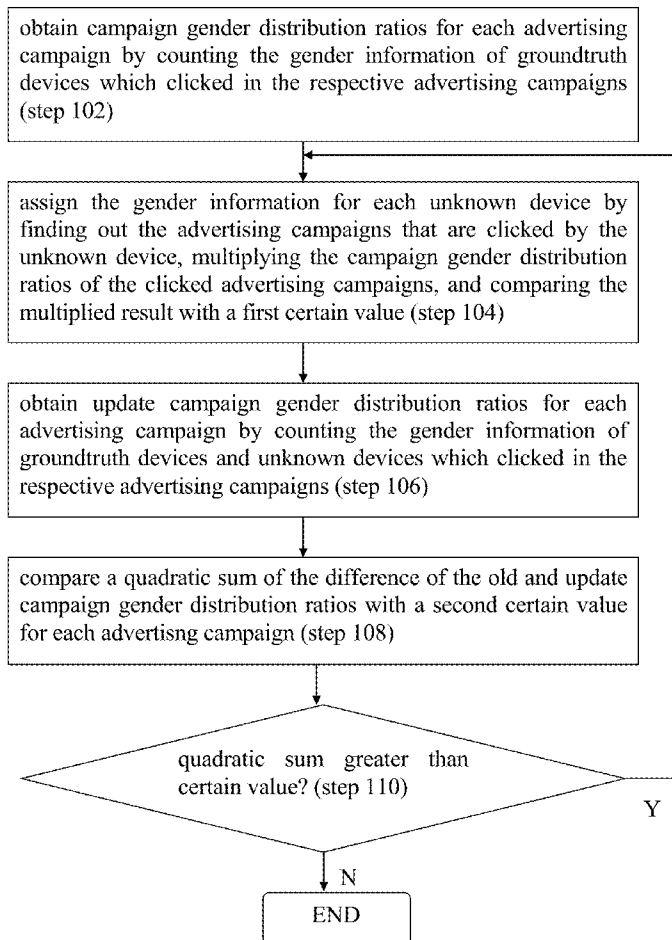 obtain campaign gender distribution ratios for each advertising
campaign by counting the gender information of groundtruth
devices which clicked in the respective advertising campaigns
(step 102)
assign the gender information for each unknown device by
finding out the advertising campaigns that are clicked by the
unknown device, multiplying the campaign gender distribution
ratios of the clicked advertising campaigns, and comparing the
multiplied result with a first certain value (step 104)
obtain update campaign gender distribution ratios for each
advertising campaign by counting the gender information of
groundtruth devices and unknown devices which clicked in the
respective advertising campaigns (step 106)
compare a quadratic sum of the difference of the old and update
campaign gender distribution ratios with a second certain value
for each advertisng campaign (step 108)
quadratic sum greater than
certain value? (step 110)
Y
N
END